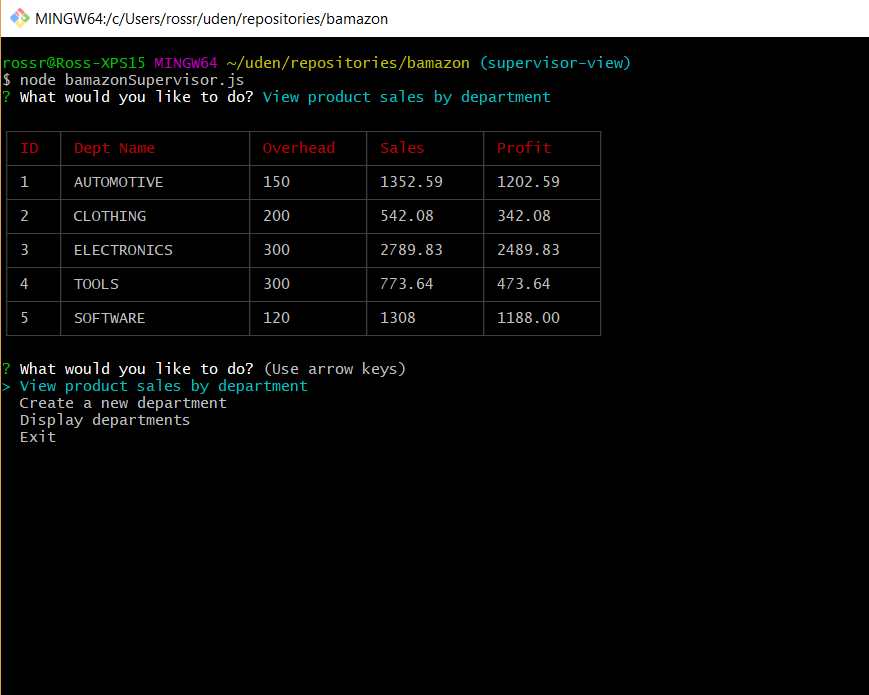 MINGW64:/c/Users/rossr/uden/repositories/bamazon
rossr@Ross-XPS15 MINGW64 ~/uden/repositories/bamazon (supervisor-view)
$ node bamazonSupervisor.js
? What would you like to do? View product sales by department
ID Dept Name Overhead Sales Profit
1 AUTOMOTIVE 150 1352.59 1202.59
2 CLOTHING 200 542.08 342.08
3 ELECTRONICS 300 2789.83 2489.83
4 TOOLS 300 773.64 473.64
5 SOFTWARE 120 1308 1188.00
? What would you like to do? (Use arrow keys)
> View product sales by department
Create a new department
Display departments
Exit